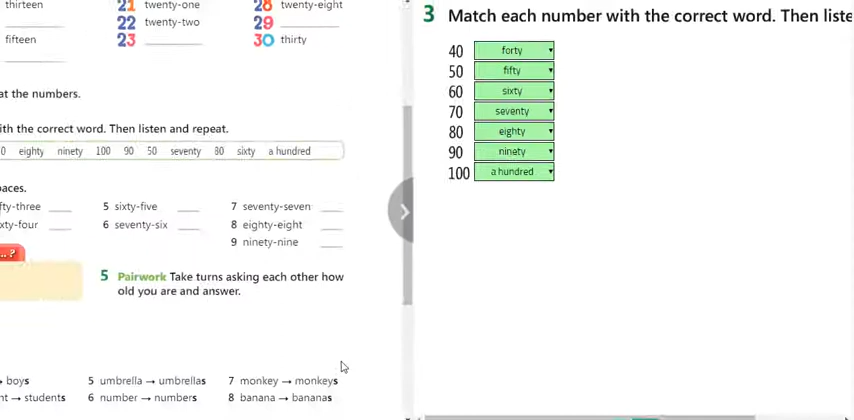 thirteen 21 twenty-one 28 twenty-eight
22 twenty-two 29
fifteen 23 30 thirty
at the numbers.
ith the correct word. Then listen and repeat.
0 eighty ninety 100 90 50 seventy 80 sixty a hundred
paces.
fty-three 5 sixty-five 7 seventy-seven
xty-four 6 seventy-six 8 eighty-eight
9 ninety-nine
... ?
5 Pairwork Take turns asking each other how
old you are and answer.
→ boys 5 umbrella → umbrellas 7 monkey → monkeys
nt → students 6 number → numbers 8 banana → bananas
3 Match each number with the correct word. Then liste
40 forty
50 fifty
60 sixty
70 seventy
80 eighty
90 ninety
100 a hundred